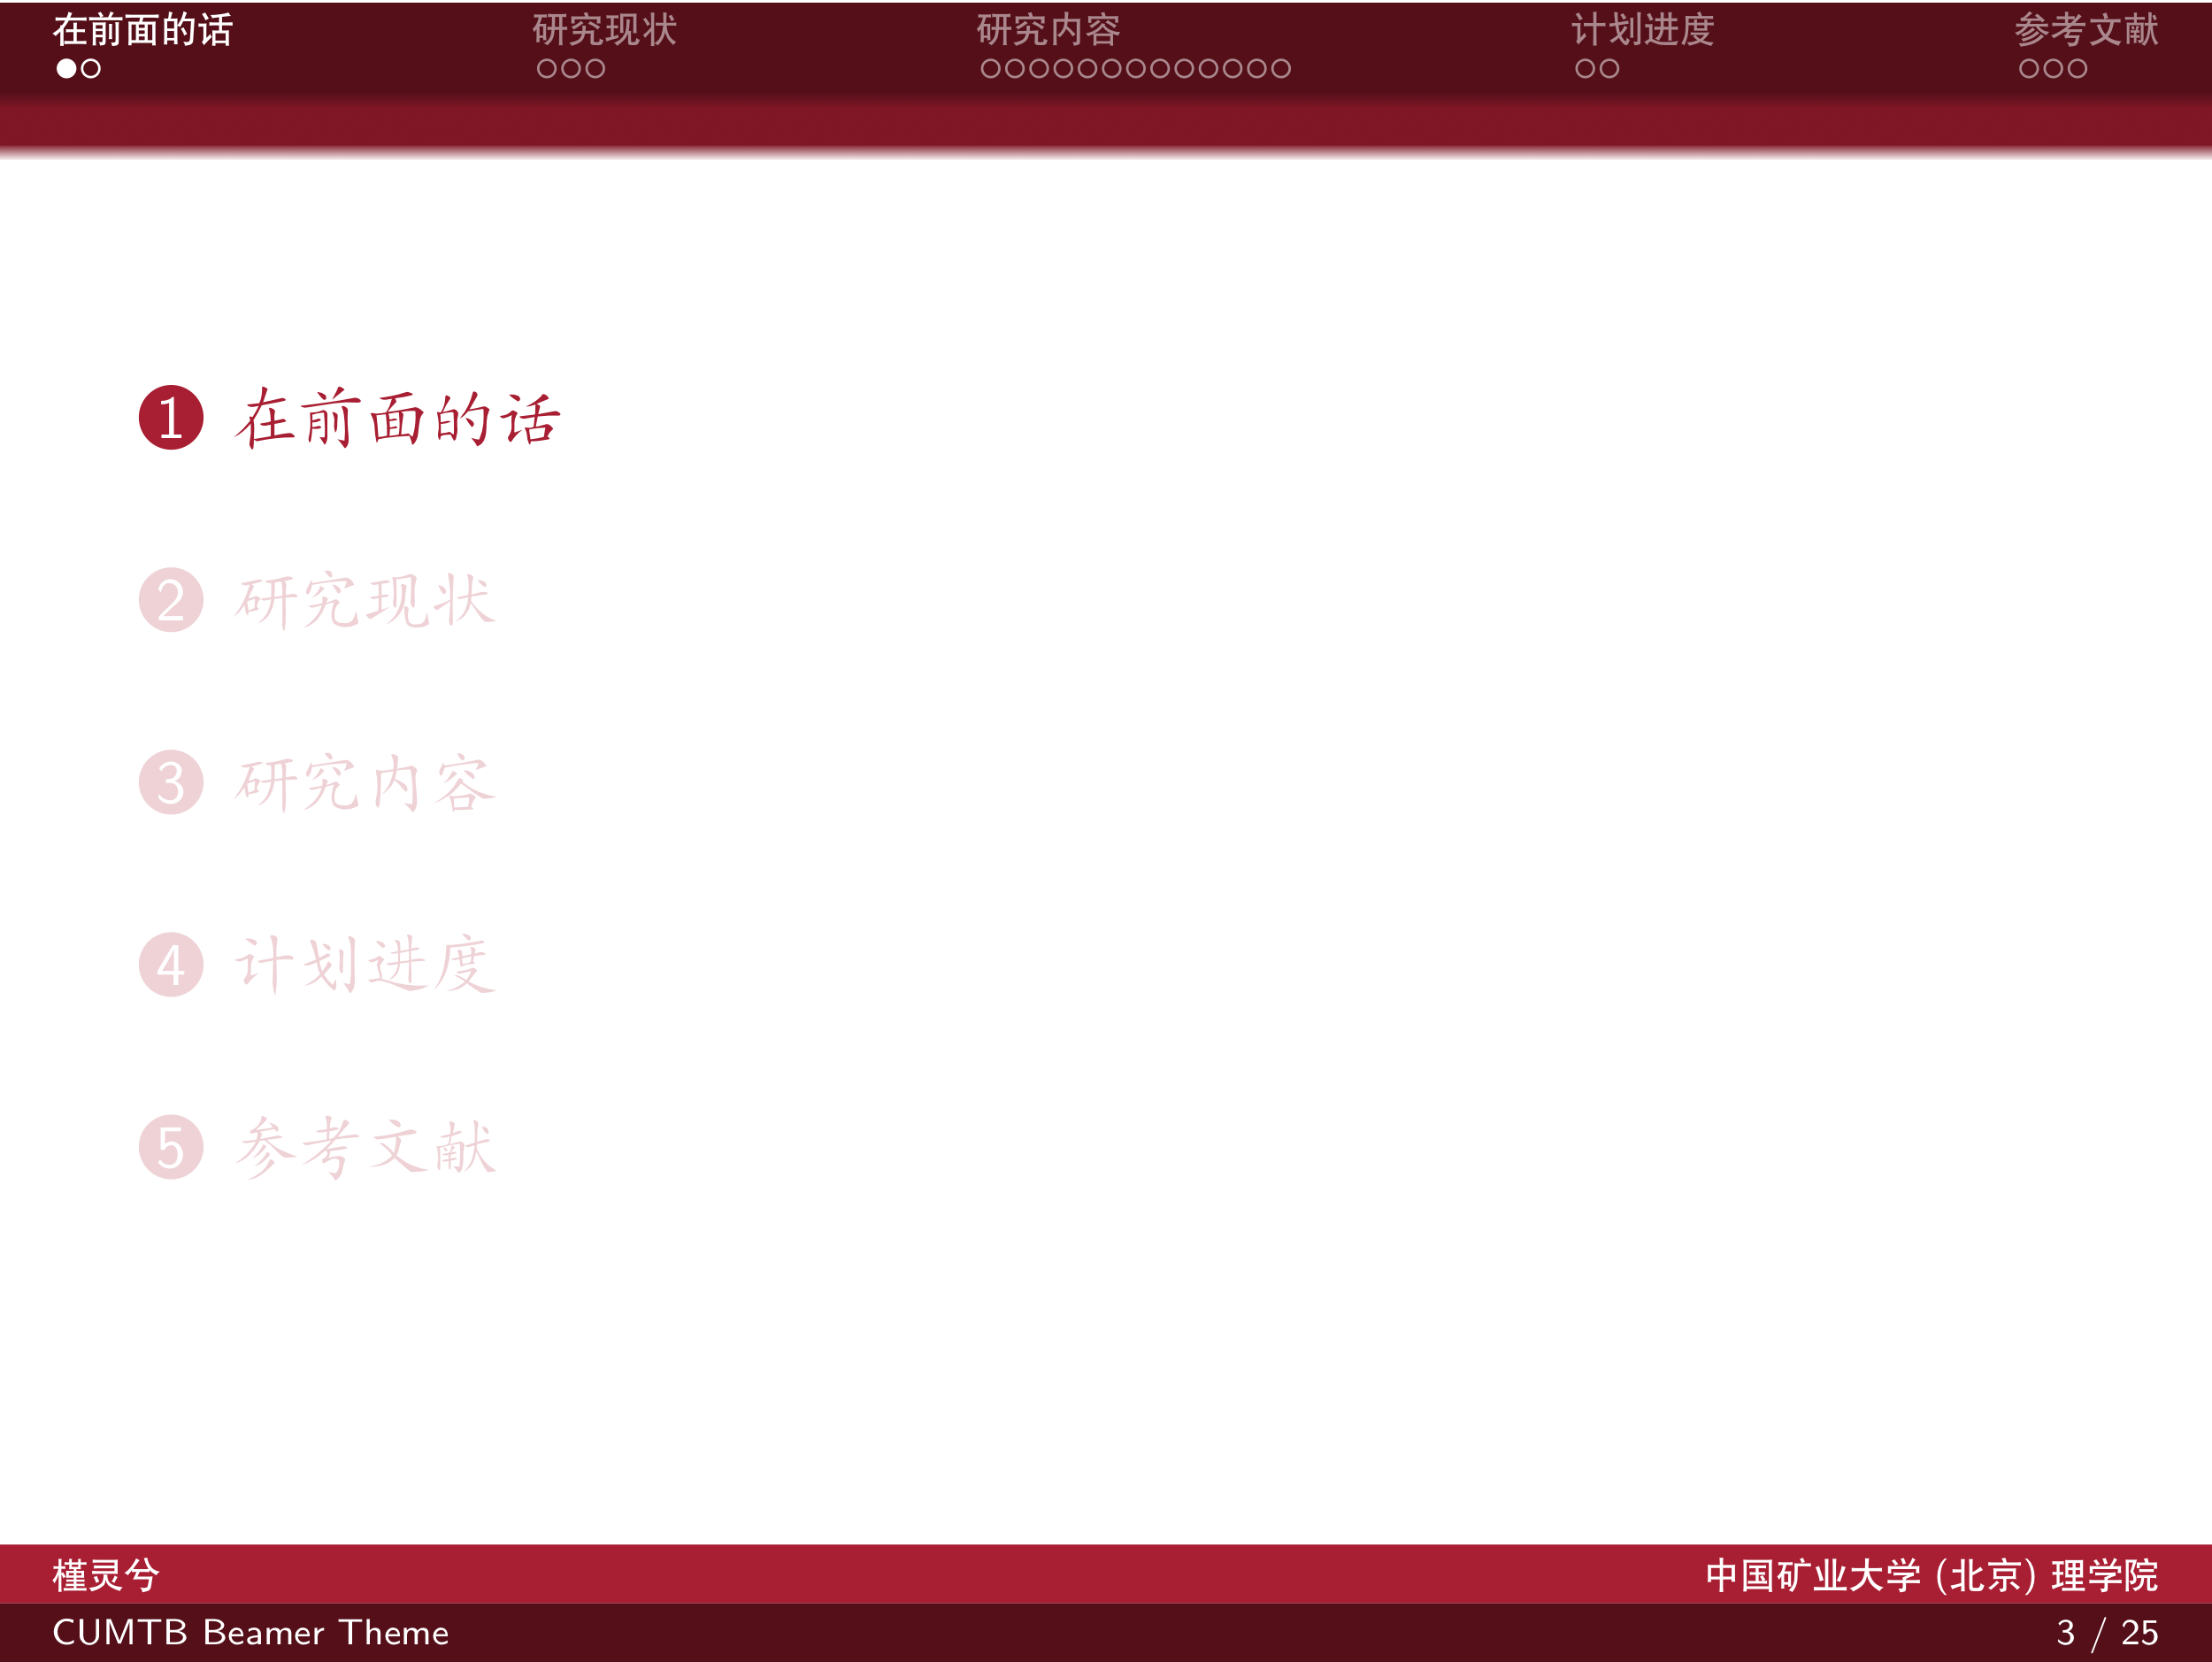 在前面的话 研究现状 研究内容 计划进度 参考文献
1 在前面的话
2 研究现状
3 研究内容
4 计划进度
5 参考文献
槿灵兮 中国矿业大学 (北京) 理学院
CUMTB Beamer Theme 3 / 25